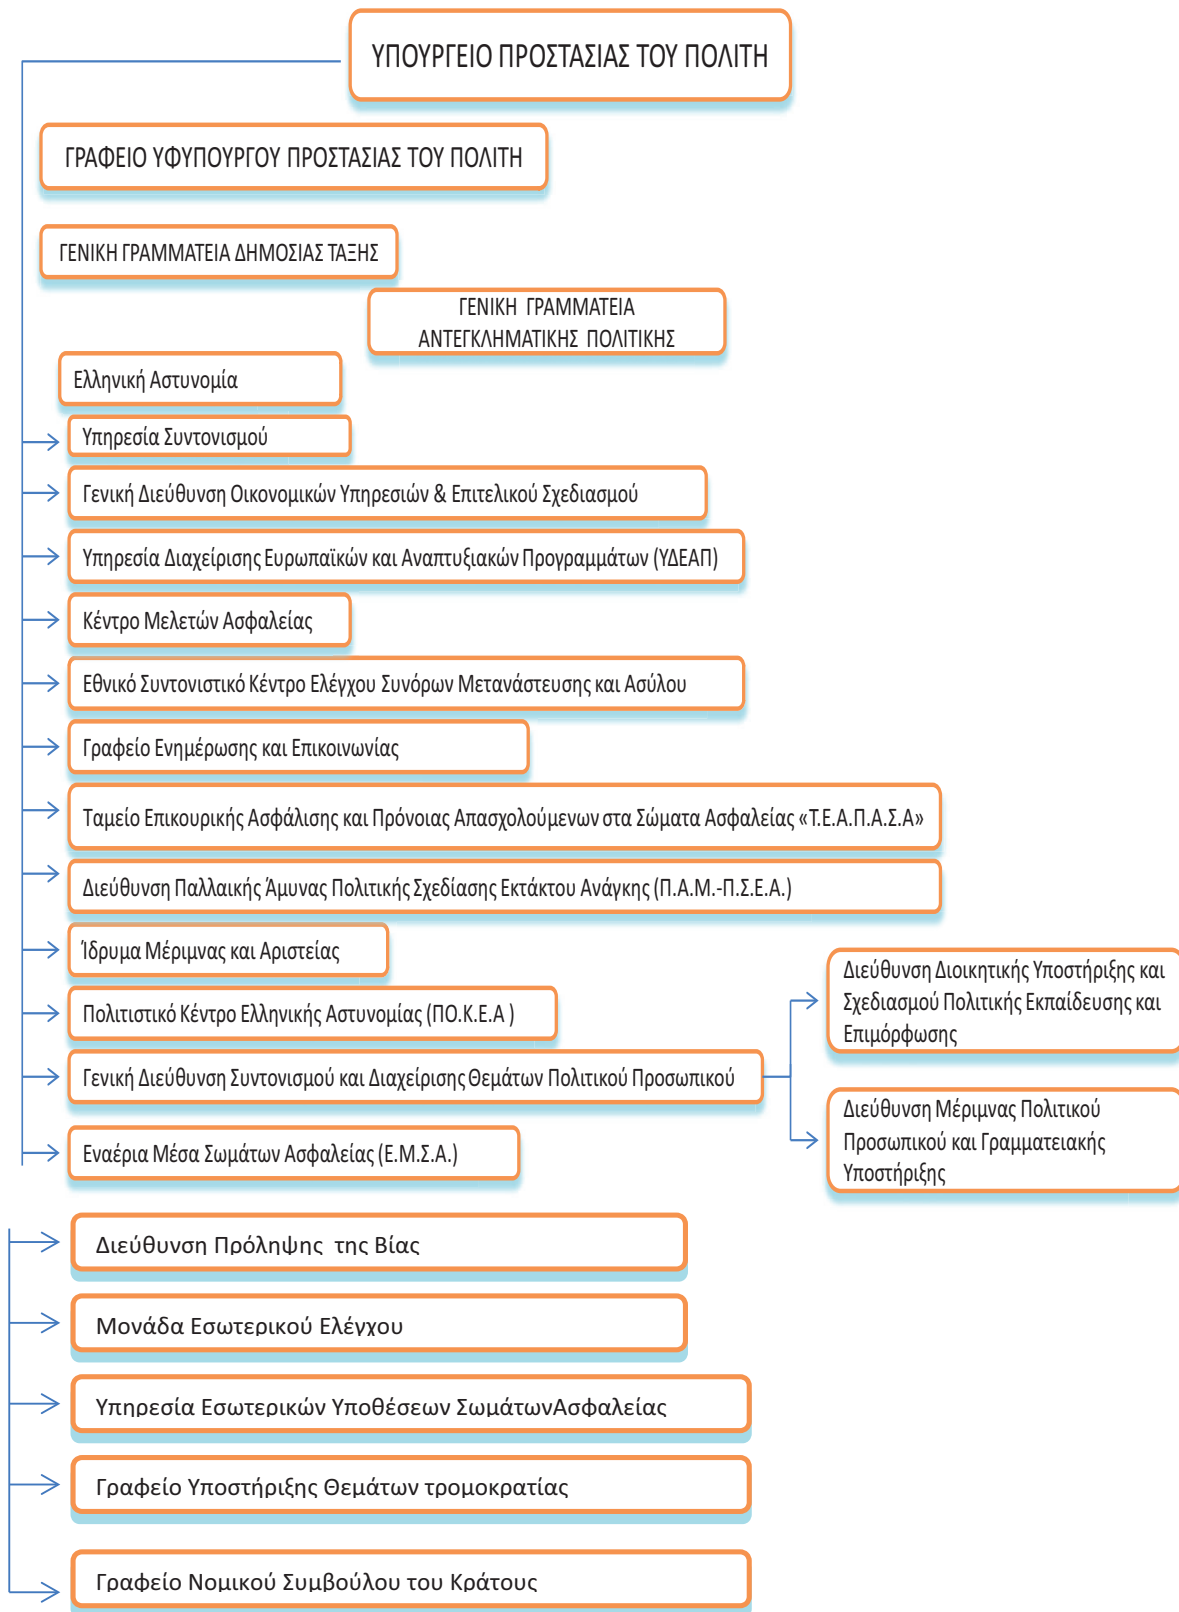 ΥΠΟΥΡΓΕΙΟ ΠΡΟΣΤΑΣΙΑΣ ΤΟΥ ΠΟΛΙΤΗ
ΓΡΑΦΕΙΟ ΥΦΥΠΟΥΡΓΟΥ ΠΡΟΣΤΑΣΙΑΣ ΤΟΥ ΠΟΛΙΤΗ
ΓΕΝΙΚΗ ΓΡΑΜΜΑΤΕΙΑ ΔΗΜΟΣΙΑΣ ΤΑΞΗΣ
ΓΕΝΙΚΗ ΓΡΑΜΜΑΤΕΙΑ
ΑΝΤΕΓΚΛΗΜΑΤΙΚΗΣ ΠΟΛΙΤΙΚΗΣ
Ελληνική Αστυνομία
Υπηρεσία Συντονισμού
Γενική Διεύθυνση Οικονομικών Υπηρεσιών & Επιτελικού Σχεδιασμού
Υπηρεσία Διαχείρισης Ευρωπαϊκών και Αναπτυξιακών Προγραμμάτων (ΥΔΕΑΠ)
Κέντρο Μελετών Ασφαλείας
Εθνικό Συντονιστικό Κέντρο Ελέγχου Συνόρων Μετανάστευσης και Ασύλου
Γραφείο Ενημέρωσης και Επικοινωνίας
Ταμείο Επικουρικής Ασφάλισης και Πρόνοιας Απασχολούμενων στα Σώματα Ασφαλείας «Τ.Ε.Α.Π.Α.Σ.Α»
Διεύθυνση Παλλαικής Άμυνας Πολιτικής Σχεδίασης Εκτάκτου Ανάγκης (Π.Α.Μ.-Π.Σ.Ε.Α.)
Ίδρυμα Μέριμνας και Αριστείας
Πολιτιστικό Κέντρο Ελληνικής Αστυνομίας (ΠΟ.Κ.Ε.Α )
Γενική Διεύθυνση Συντονισμού και Διαχείρισης Θεμάτων Πολιτικού Προσωπικού
Διεύθυνση Διοικητικής Υποστήριξης και
Σχεδιασμού Πολιτικής Εκπαίδευσης και
Επιμόρφωσης
Διεύθυνση Μέριμνας Πολιτικού
Προσωπικού και Γραμματειακής
Υποστήριξης
Εναέρια Μέσα Σωμάτων Ασφαλείας (Ε.Μ.Σ.Α.)
Διεύθυνση Πρόληψης της Βίας
Μονάδα Εσωτερικού Ελέγχου
Υπηρεσία Εσωτερικών Υποθέσεων ΣωμάτωνΑσφαλείας
Γραφείο Υποστήριξης Θεμάτων τρομοκρατίας
Γραφείο Νομικού Συμβούλου του Κράτους